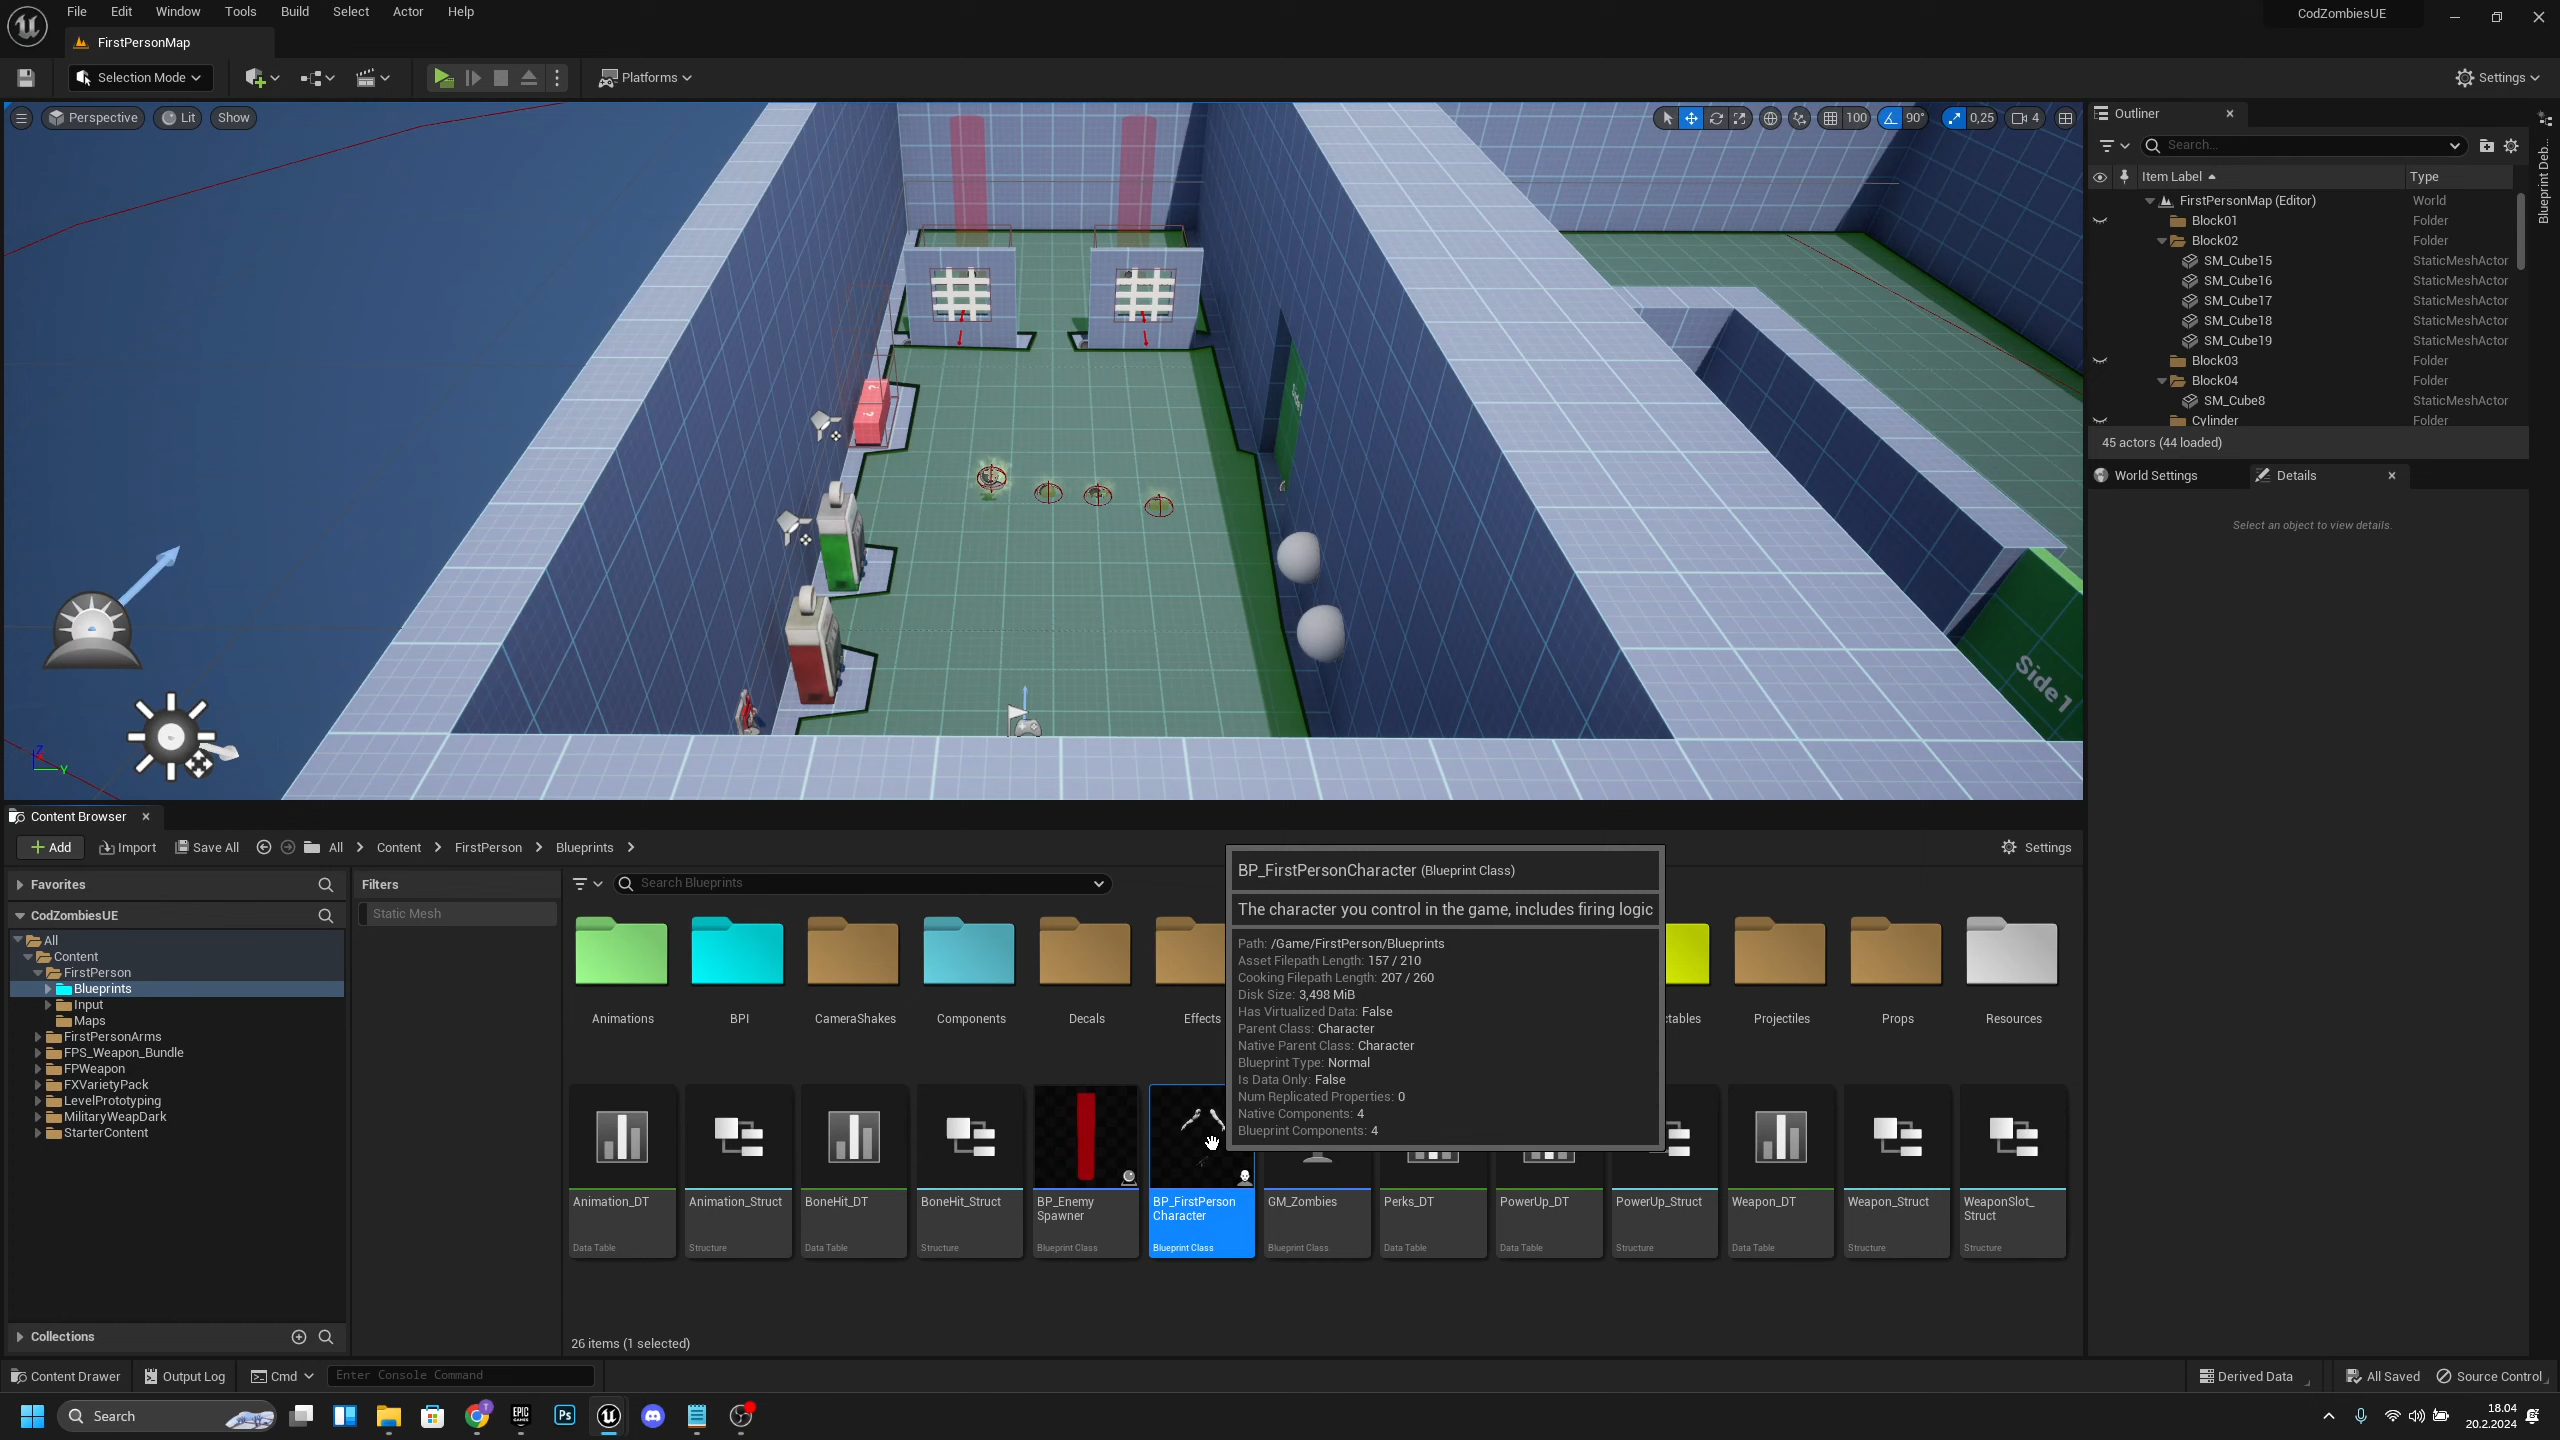 File Edit Window Tools Build Select Actor Help
CodZombiesUE
FirstPersonMap
Selection Mode
Platforms
Settings
Perspective
Lit
Show
100
90°
0,25
4
Side1
Side 1
Outliner
Search...
Item Label
Type
FirstPersonMap (Editor) World
Block01 Folder
Block02 Folder
SM_Cube15 StaticMeshActor
SM_Cube16 StaticMeshActor
SM_Cube17 StaticMeshActor
SM_Cube18 StaticMeshActor
SM_Cube19 StaticMeshActor
Block03 Folder
Block04 Folder
SM_Cube8 StaticMeshActor
Cylinder Folder
45 actors (44 loaded)
Blueprint Deb...
World Settings
Details
Select an object to view details.
Content Browser
Add
Import
Save All
All
Content
FirstPerson
Blueprints
Settings
Favorites
CodZombiesUE
All
Content
FirstPerson
Blueprints
Input
Maps
FirstPersonArms
FPS_Weapon_Bundle
FPWeapon
FXVarietyPack
LevelPrototyping
MilitaryWeapDark
StarterContent
Collections
Filters
Static Mesh
Search Blueprints
Animations
BPI
CameraShakes
Components
Decals
Effects
ctables
Projectiles
Props
Resources
BP_FirstPersonCharacter (Blueprint Class)
The character you control in the game, includes firing logic
Path: /Game/FirstPerson/Blueprints
Asset Filepath Length: 157 / 210
Cooking Filepath Length: 207 / 260
Disk Size: 3,498 MiB
Has Virtualized Data: False
Parent Class: Character
Native Parent Class: Character
Blueprint Type: Normal
Is Data Only: False
Num Replicated Properties: 0
Native Components: 4
Blueprint Components: 4
Animation_DT
Data Table
Animation_Struct
Structure
BoneHit_DT
Data Table
BoneHit_Struct
Structure
BP_Enemy
Spawner
Blueprint Class
BP_FirstPerson
Character
Blueprint Class
GM_Zombies
Blueprint Class
Perks_DT
Data Table
PowerUp_DT
Data Table
PowerUp_Struct
Structure
Weapon_DT
Data Table
Weapon_Struct
Structure
WeaponSlot_
Struct
Structure
26 items (1 selected)
Content Drawer
Output Log
Cmd
Enter Console Command
Derived Data
All Saved
Source Control
Search
EPIC
GAMES
Ps
T
18.04
20.2.2024